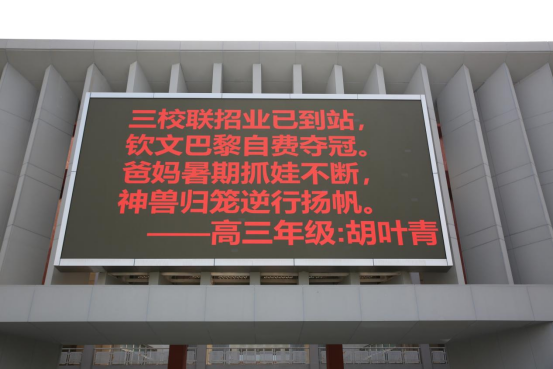 三校联招业已到站，
钦文巴黎自费夺冠。
爸妈暑期抓娃不断，
神兽归笼逆行扬帆。
——高三年级:胡叶青